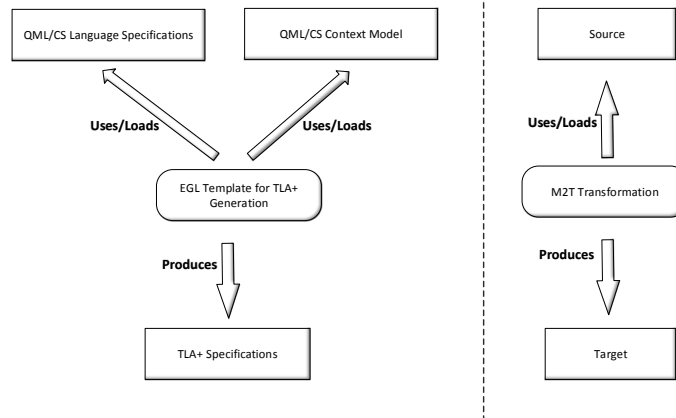 QML/CS Language Specifications
QML/CS Context Model
Source
Uses/Loads
Uses/Loads
Uses/Loads
EGL Template for TLA+
Generation
M2T Transformation
Produces
Produces
TLA+ Specifications
Target